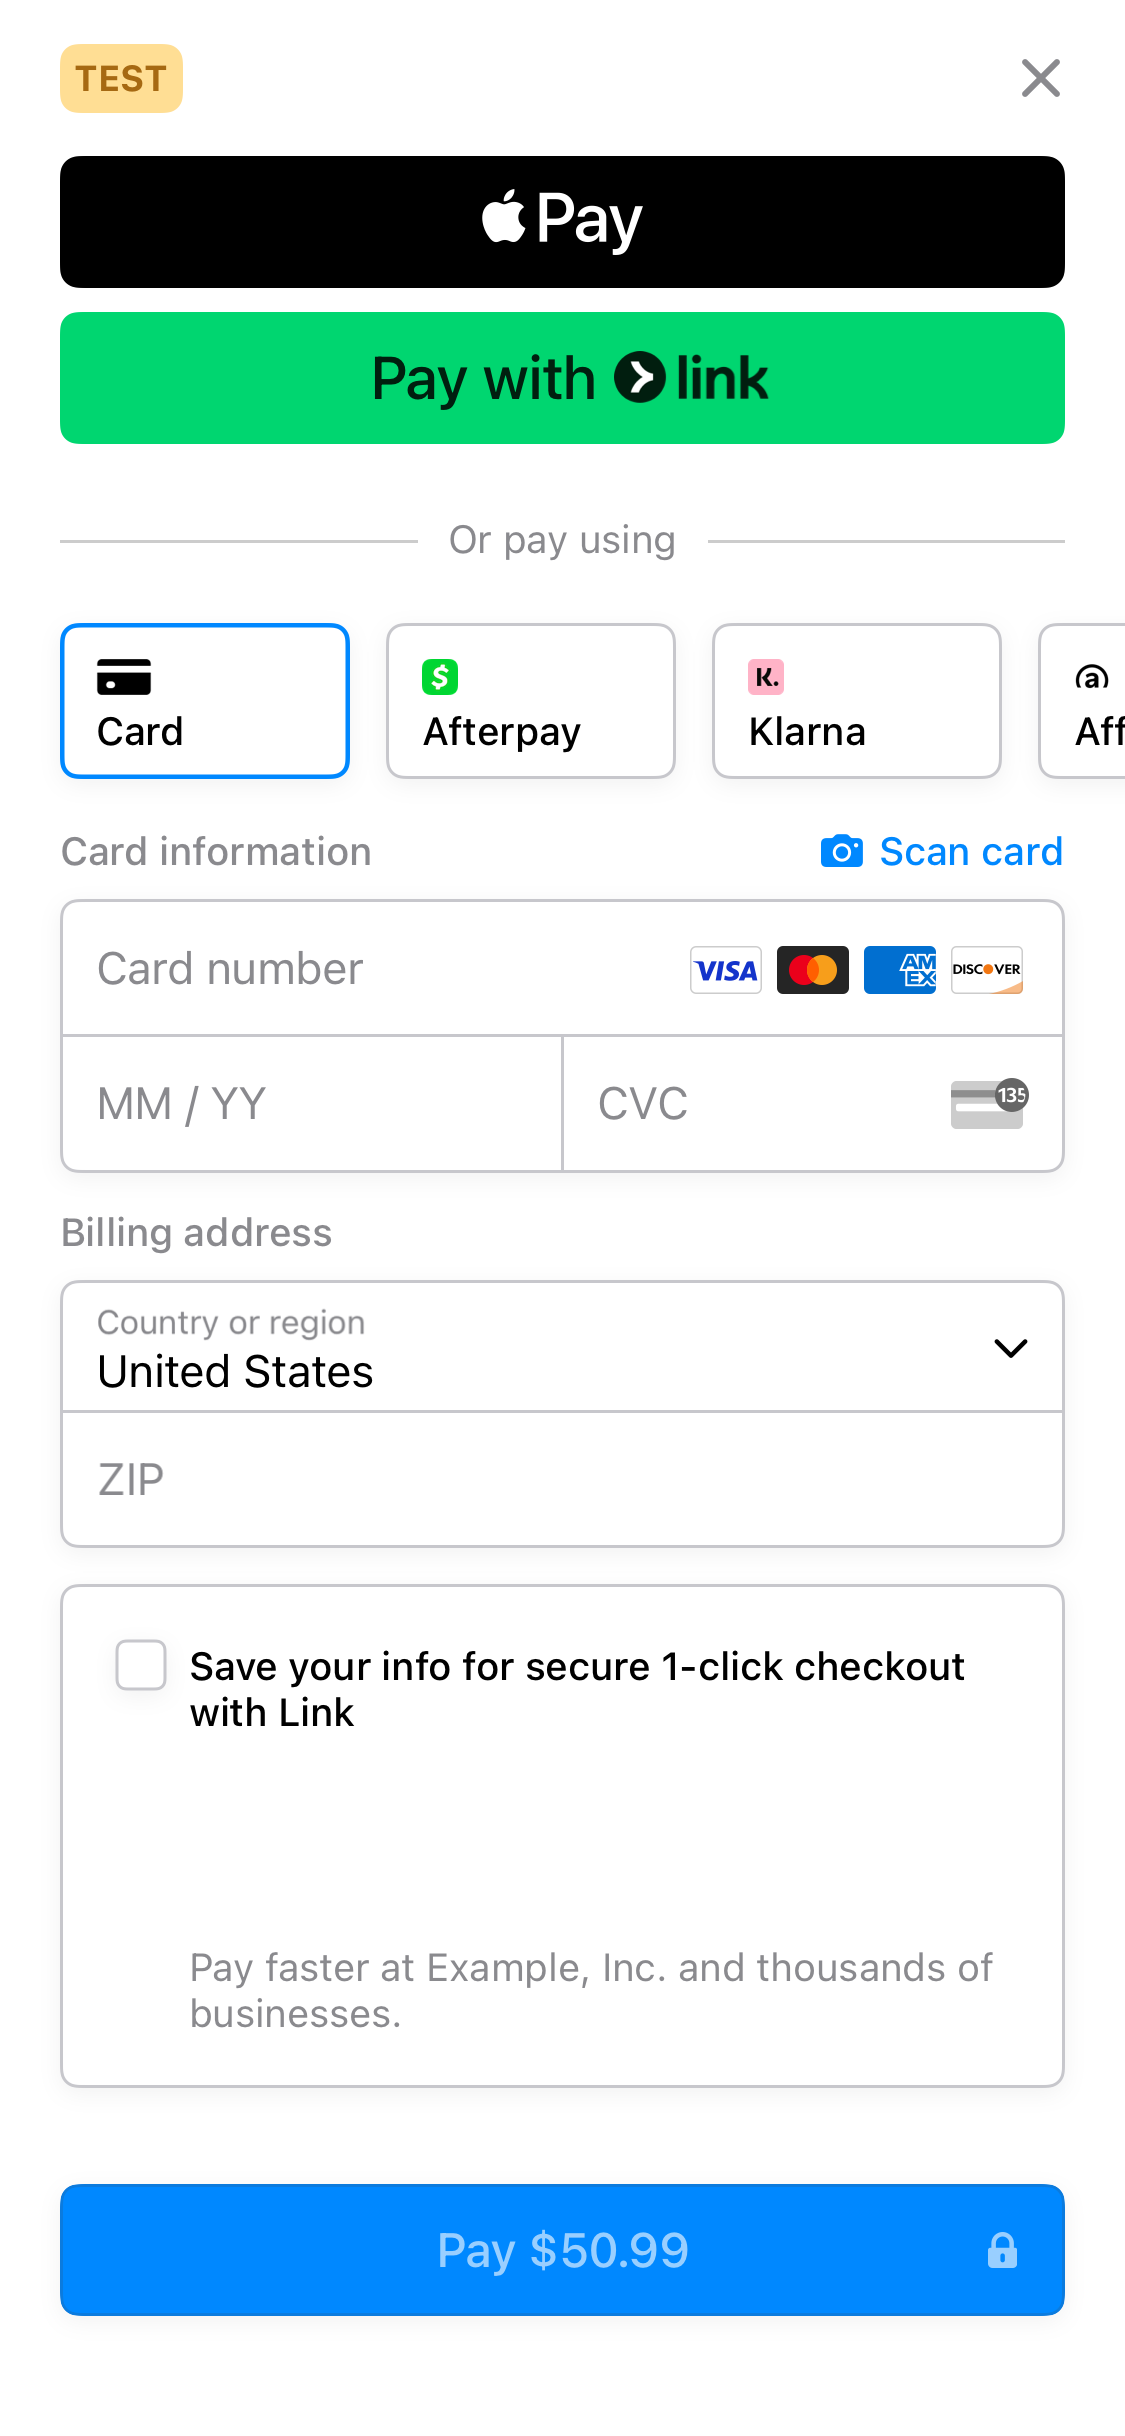 TEST
Pay
Pay with link
Or pay using
Card
$
Afterpay
K.
Klarna
a
Aff
Card information
Scan card
Card number
VISA
AM
EX
DISCOVER
MM / YY
CVC
135
Billing address
Country or region
United States
ZIP
Save your info for secure 1-click checkout
with Link
Pay faster at Example, Inc. and thousands of
businesses.
Pay $50.99